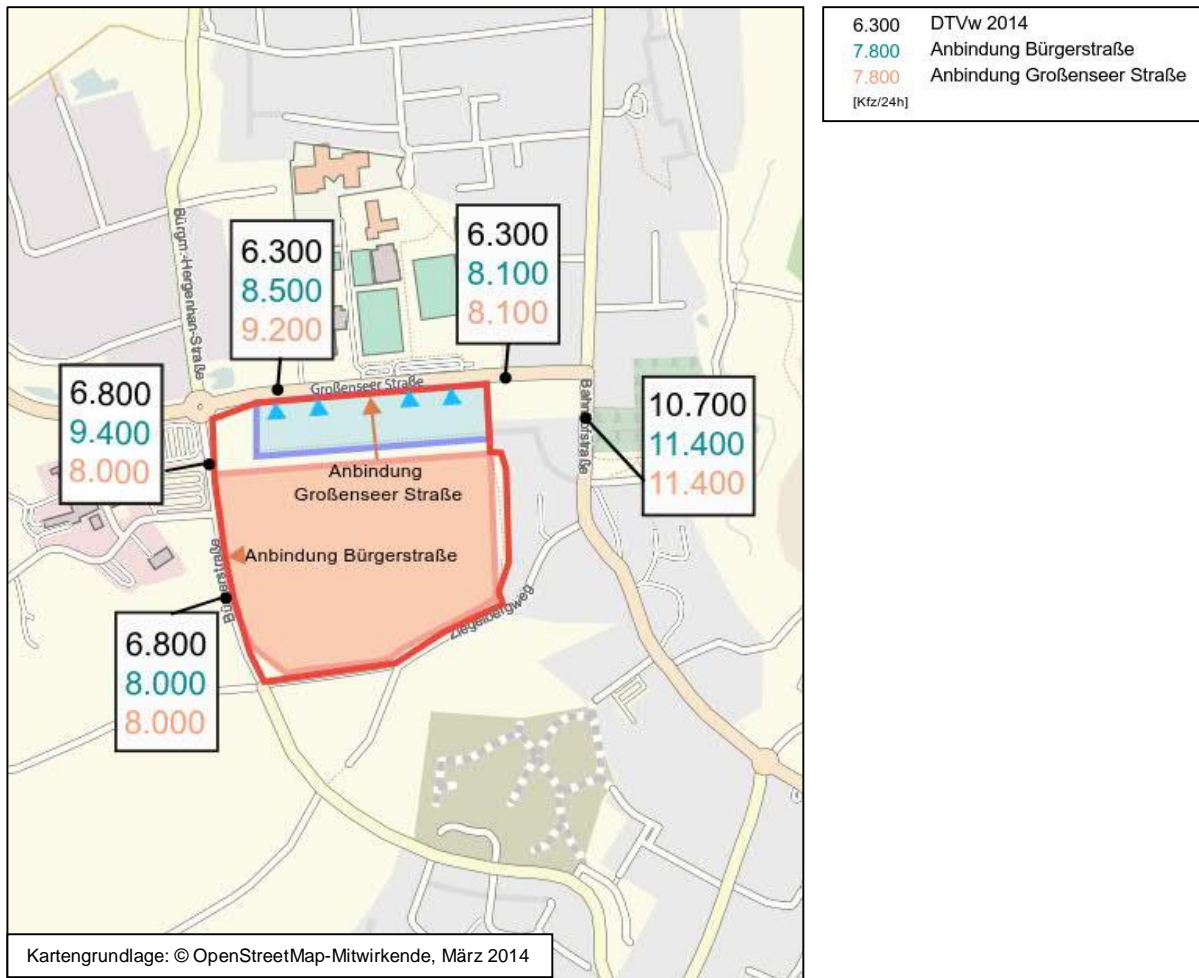 6.300 DTVw 2014
7.800 Anbindung Bürgerstraße
7.800 Anbindung Großenseer Straße
[Kfz/24h]
Bürgm.-Hergenhan-Straße
6.300
8.500
9.200
6.300
8.100
8.100
Großenseer Straße
6.800
9.400
8.000
Bahnhofstraße
10.700
11.400
11.400
Anbindung
Großenseer Straße
Anbindung Bürgerstraße
Bürgerstraße
Ziegelbergweg
6.800
8.000
8.000
Kartengrundlage: © OpenStreetMap-Mitwirkende, März 2014